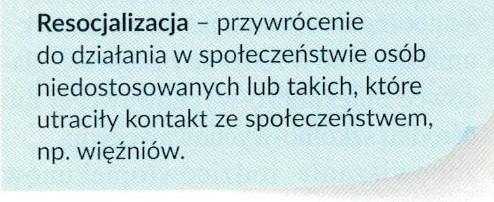 Resocjalizacja – przywrócenie
do działania w społeczeństwie osób
niedostosowanych lub takich, które
utraciły kontakt ze społeczeństwem,
np. więźniów.